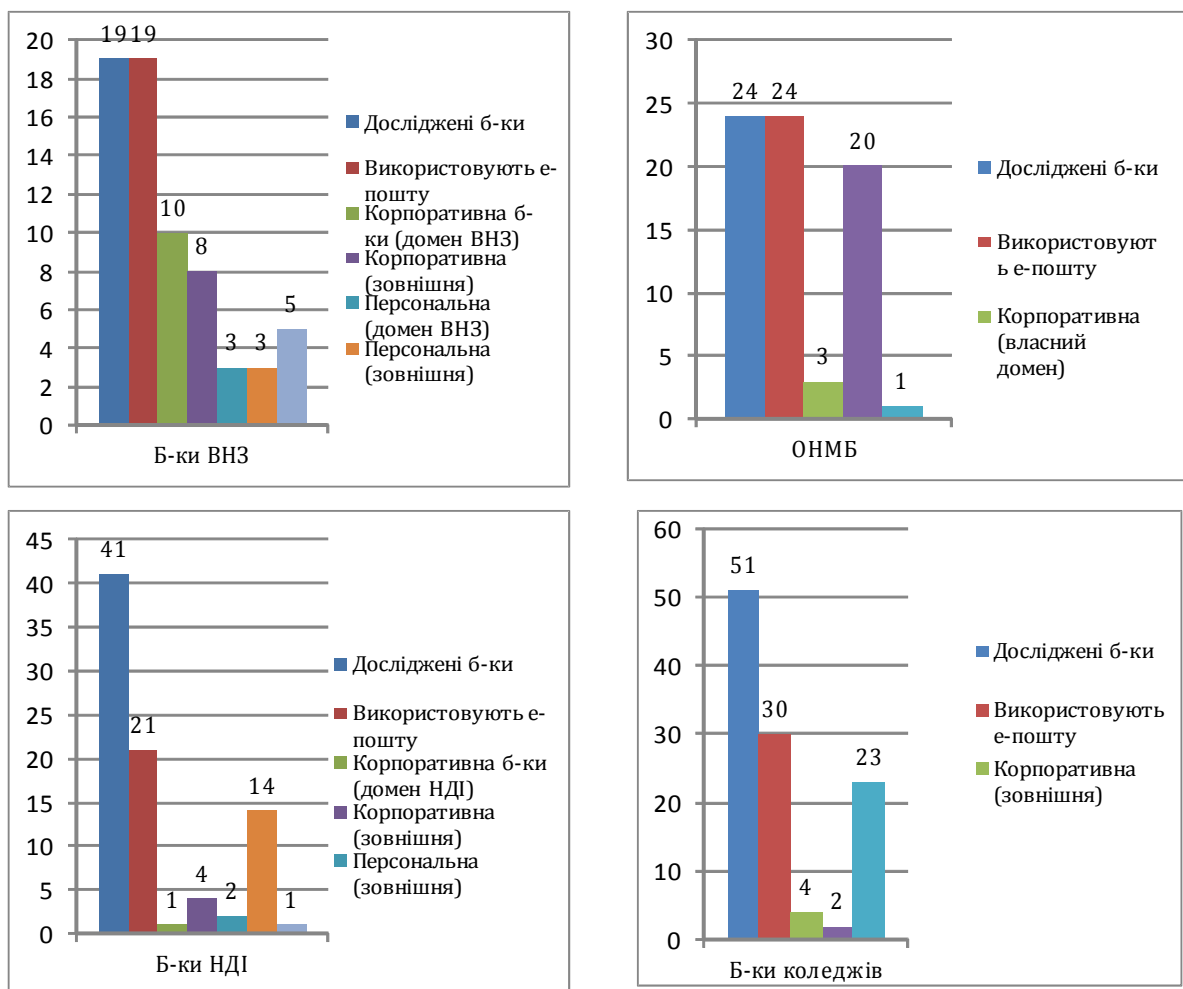 19 19
20
18
16
14
12
10
8
6
4
2
0
10
8
3
3
5
Б-ки ВНЗ
Досліджені б-ки
Використовують е-
пошту
Корпоративна б-
ки (домен ВНЗ)
Корпоративна
(зовнішня)
Персональна
(домен ВНЗ)
Персональна
(зовнішня)
30
25
20
15
10
5
0
24
24
3
20
1
ОНМБ
Досліджені б-ки
Використовуют
ь е-пошту
Корпоративна
(власний
домен)
45
40
35
30
25
20
15
10
5
0
41
21
1
4
2
14
1
Б-ки НДІ
Досліджені б-ки
Використовують е-
пошту
Корпоративна б-ки
(домен НДІ)
Корпоративна
(зовнішня)
Персональна
(зовнішня)
60
50
40
30
20
10
0
51
30
4
2
23
Б-ки коледжів
Досліджені б-ки
Використовують
е-пошту
Корпоративна
(зовнішня)